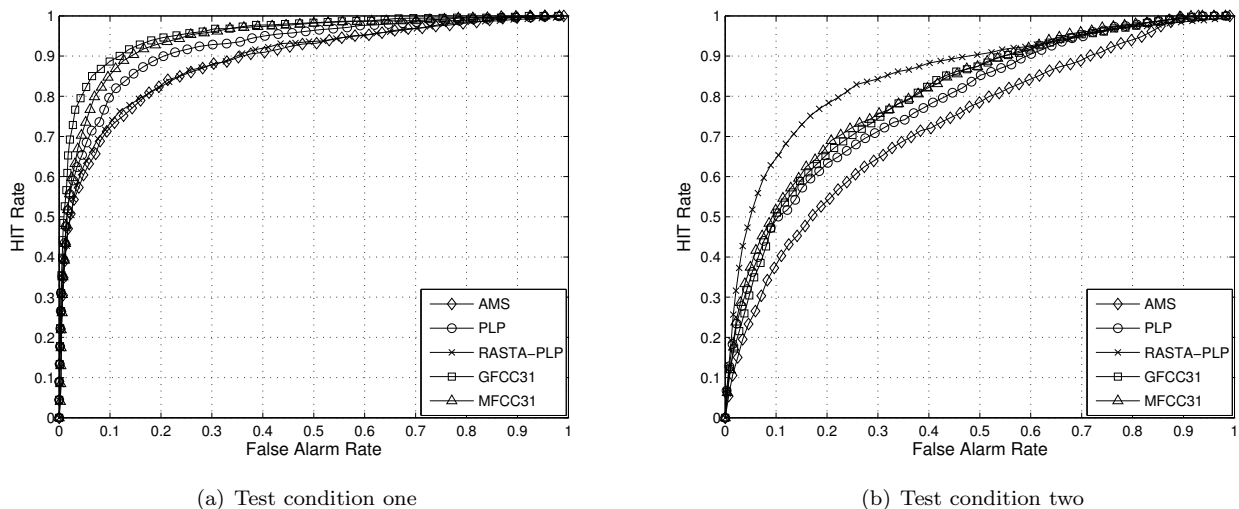 1
0.9
0.8
0.7
0.6
0.5
0.4
0.3
0.2
0.1
0
HIT Rate
0 0.1 0.2 0.3 0.4 0.5 0.6 0.7 0.8 0.9 1
False Alarm Rate
AMS
PLP
RASTA−PLP
GFCC31
MFCC31
(a) Test condition one
1
0.9
0.8
0.7
0.6
0.5
0.4
0.3
0.2
0.1
0
HIT Rate
0 0.1 0.2 0.3 0.4 0.5 0.6 0.7 0.8 0.9 1
False Alarm Rate
AMS
PLP
RASTA−PLP
GFCC31
MFCC31
(b) Test condition two